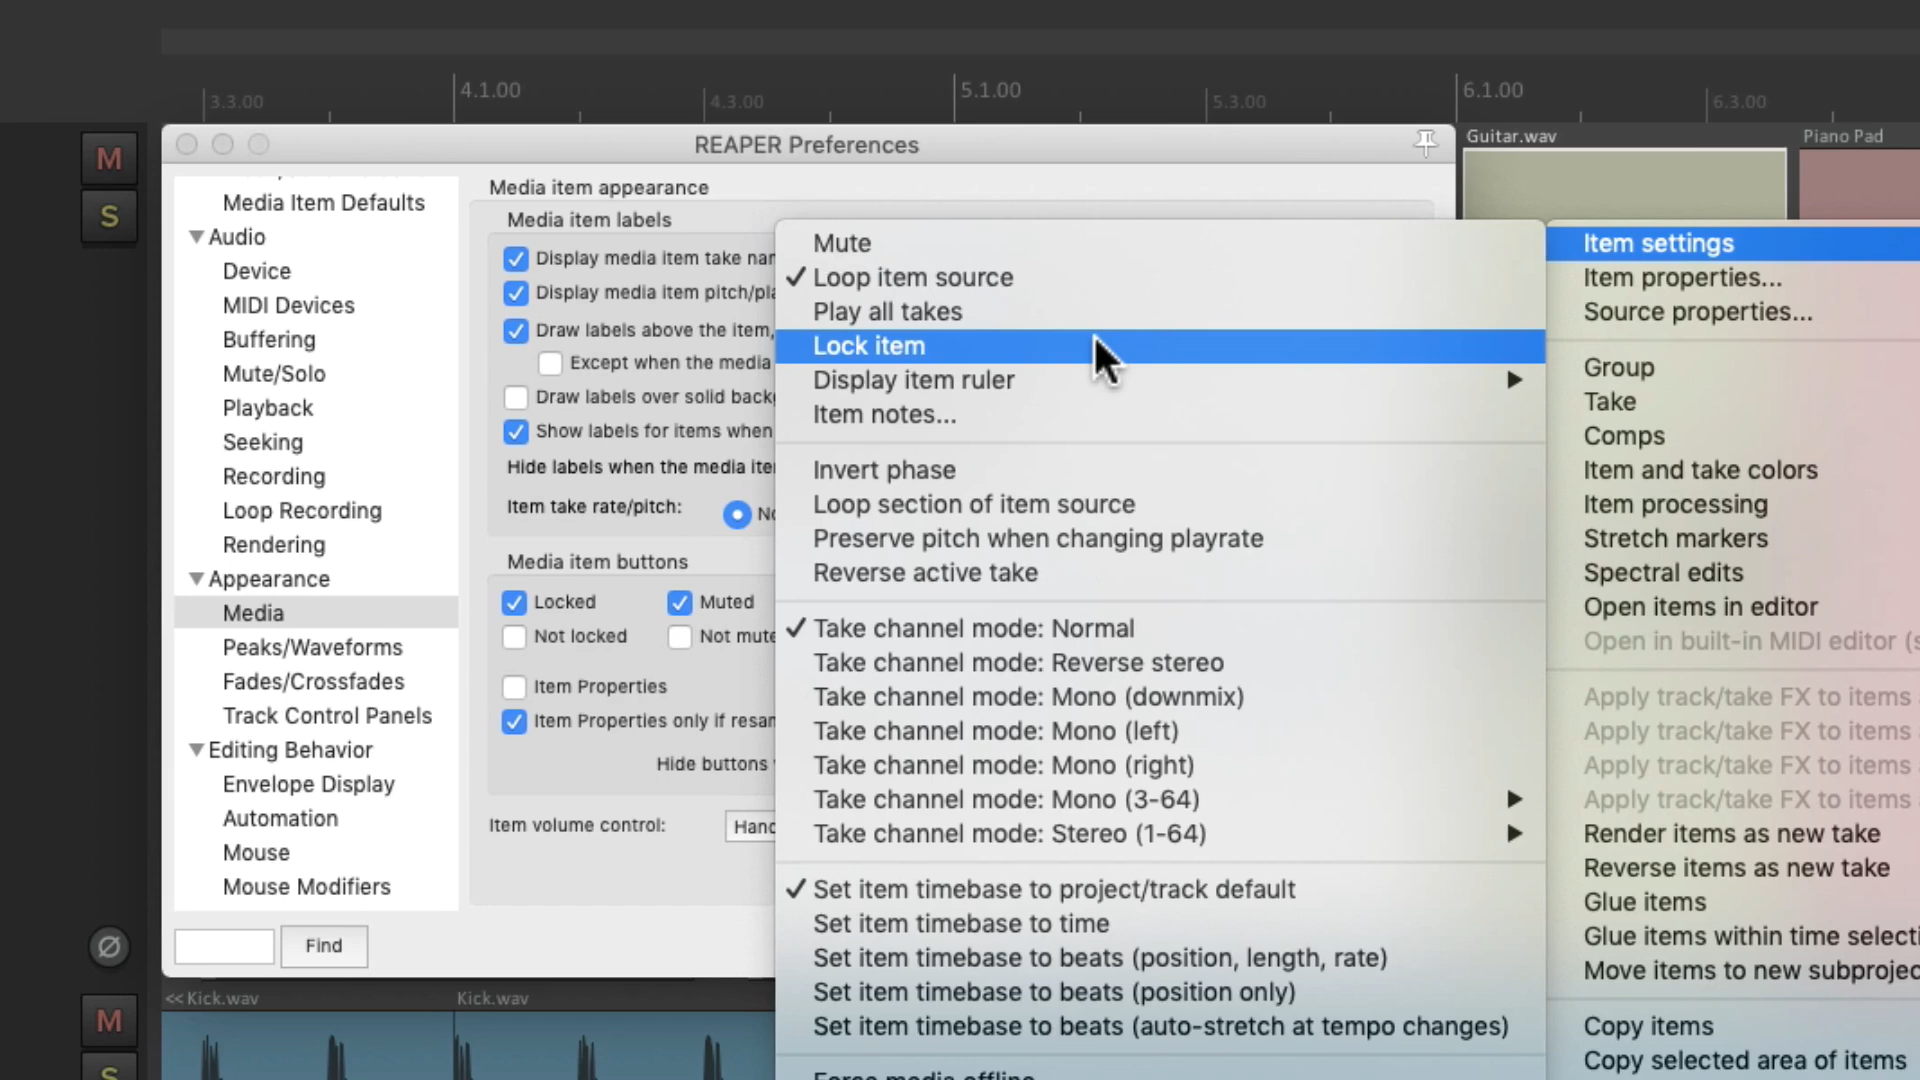 3.3.00
4.1.00
4.3.00
5.1.00
5.3.00
6.1.00
6.3.00
M
S
REAPER Preferences
Guitar.wav
Piano Pad
Media Item Defaults
Audio
Device
MIDI Devices
Buffering
Mute/Solo
Playback
Seeking
Recording
Loop Recording
Rendering
Appearance
Media
Peaks/Waveforms
Fades/Crossfades
Track Control Panels
Editing Behavior
Envelope Display
Automation
Mouse
Mouse Modifiers
Find
Media item appearance
Media item labels
Display media item take
Display media item
Draw labels above the item,
Except when the media
Draw labels over solid
Show labels for items when
Hide labels when the media
Item take rate/pitch:
Media item buttons
Locked
Muted
Not locked
Not
Item Properties
Item Properties only if
Hide buttons
Item volume control:
Mute
Loop item source
Play all takes
Lock item
Display item ruler
Item notes...
Invert phase
Loop section of item source
Preserve pitch when changing playrate
Reverse active take
Take channel mode: Normal
Take channel mode: Reverse stereo
Take channel mode: Mono (downmix)
Take channel mode: Mono (left)
Take channel mode: Mono (right)
Take channel mode: Mono (3-64)
Take channel mode: Stereo (1-64)
Set item timebase to project/track default
Set item timebase to time
Set item timebase to beats (position, length, rate)
Set item timebase to beats (position only)
Set item timebase to beats (auto-stretch at tempo changes)
Force media offline
Item settings
Item properties...
Source properties...
Group
Take
Comps
Item and take colors
Item processing
Stretch markers
Spectral edits
Open items in editor
Open in built-in MIDI editor
Apply track/take FX to items
Apply track/take FX to items
Apply track/take FX to items
Apply track/take FX to items
Render items as new take
Reverse items as new take
Glue items
Glue items within time
Move items to new
Copy items
Copy selected area of items
<<Kick.wav
Kick.wav
M
S